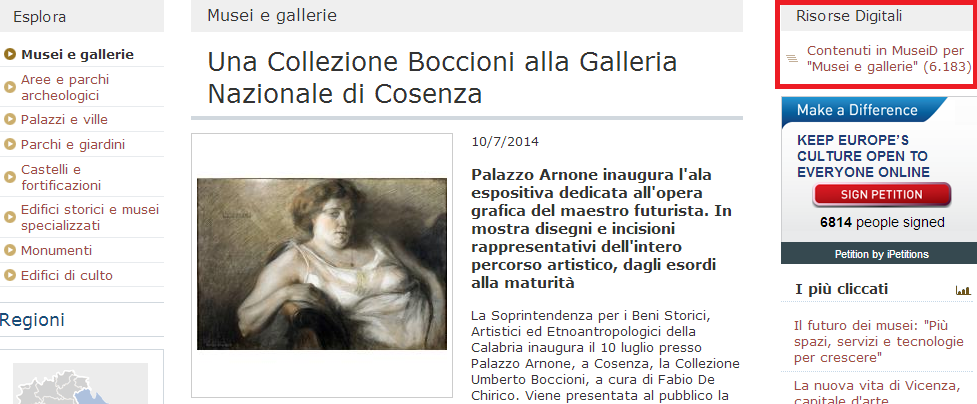 Esplora
Musei e gallerie
Aree e parchi
archeologici
Palazzi e ville
Parchi e giardini
Castelli e
fortificazioni
Edifici storici e musei
specializzati
Monumenti
Edifici di culto
Regioni
Musei e gallerie
Una Collezione Boccioni alla Galleria
Nazionale di Cosenza
10/7/2014
Palazzo Arnone inaugura l'ala
espositiva dedicata all'opera
grafica del maestro futurista. In
mostra disegni e incisioni
rappresentativi dell'intero
percorso artistico, dagli esordi
alla maturità
La Soprintendenza per i Beni Storici,
Artistici ed Etnoantropologici della
Calabria inaugura il 10 luglio presso
Palazzo Arnone, a Cosenza, la Collezione
Umberto Boccioni, a cura di Fabio De
Chirico. Viene presentata al pubblico la
Risorse Digitali
Contenuti in MuseiD per
"Musei e gallerie" (6.183)
Make a Difference
KEEP EUROPE'S
CULTURE OPEN TO
EVERYONE ONLINE
SIGN PETITION
6814 people signed
Petition by iPetitions
I più cliccati
Il futuro dei musei: "Più
spazi, servizi e tecnologie
per crescere"
La nuova vita di Vicenza,
capitale d'arte